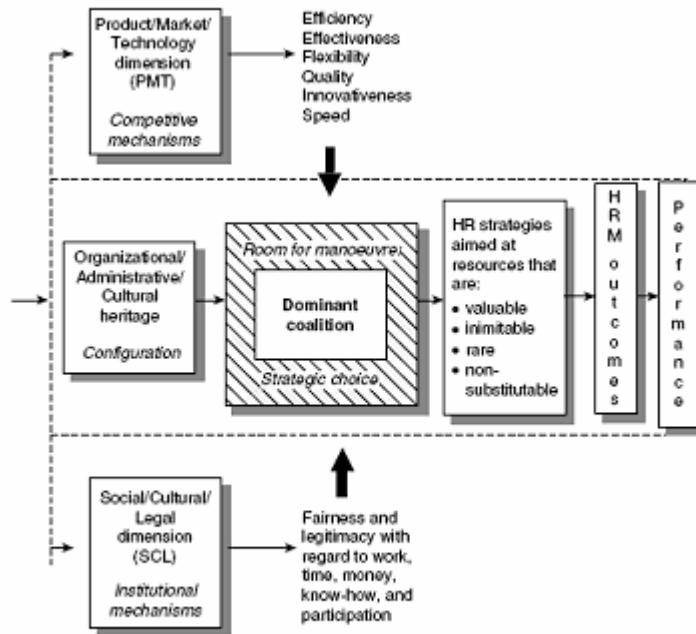 Product/Market/
Technology
dimension
(PMT)
Competitive
mechanisms
Efficiency
Effectiveness
Flexibility
Quality
Innovativeness
Speed
Organizational/
Administrative/
Cultural
heritage
Configuration
Room for manoeuvre:
Dominant
coalition
Strategic choice
HR strategies
aimed at
resources that
are:
• valuable
• inimitable
• rare
• non-
substitutable
HRM outcomes
Performance
Social/Cultural/
Legal
dimension
(SCL)
Institutional
mechanisms
Fairness and
legitimacy with
regard to work,
time, money,
know-how, and
participation